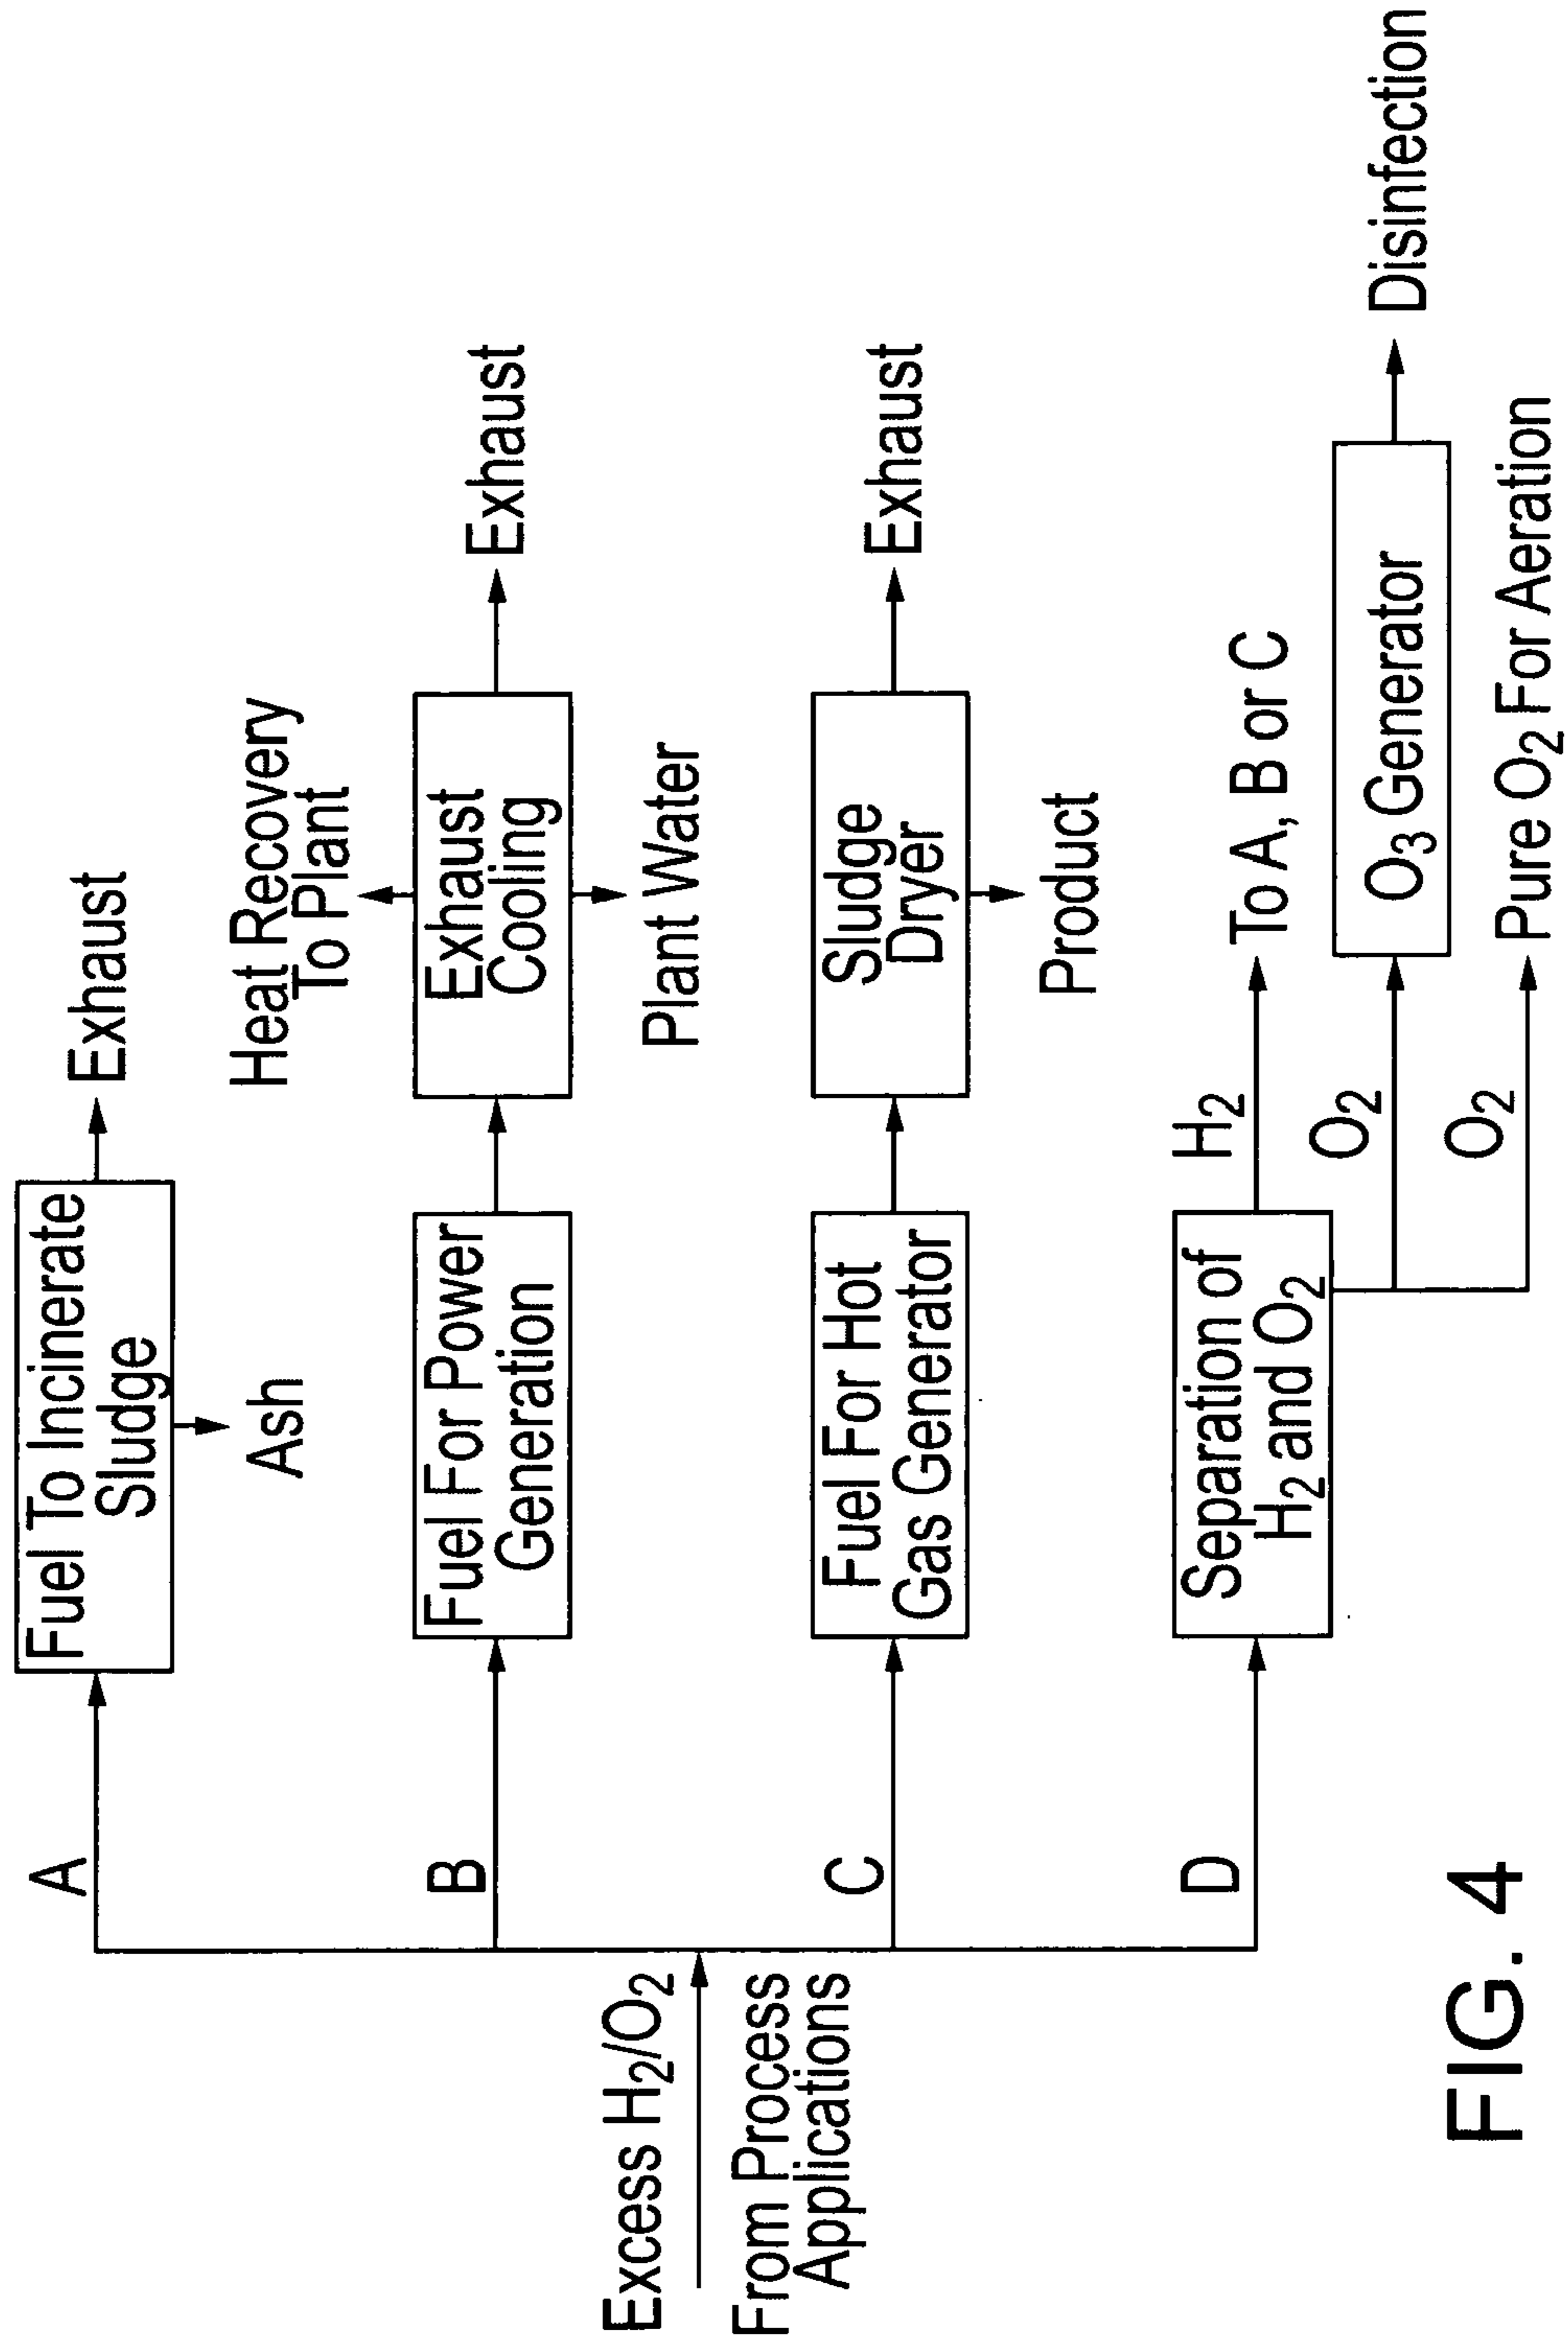 Excess H2/O2
From Process
Applications
A
Fuel To Incinerate
Sludge
Exhaust
Ash
B
Fuel For Power
Generation
Heat Recovery
To Plant
Exhaust
Cooling
Exhaust
Plant Water
C
Fuel For Hot
Gas Generator
Sludge
Dryer
Exhaust
Product
D
Separation of
H2 and O2
H2
To A, B or C
O2
O3 Generator
Disinfection
O2
Pure O2 For Aeration
FIG. 4